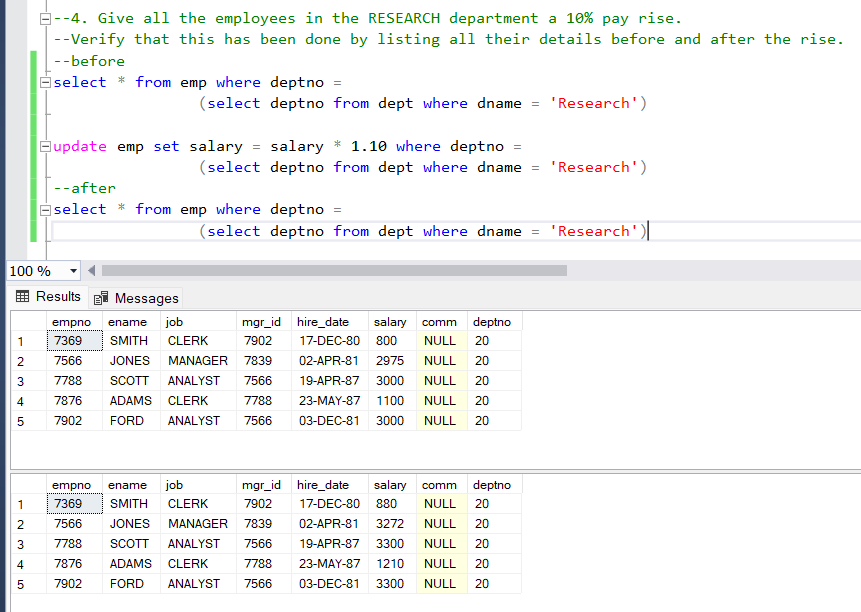 --4. Give all the employees in the RESEARCH department a 10% pay rise.
--Verify that this has been done by listing all their details before and after the rise.
--before
select * from emp where deptno =
(select deptno from dept where dname = 'Research')
update emp set salary = salary * 1.10 where deptno =
(select deptno from dept where dname = 'Research')
--after
select * from emp where deptno =
(select deptno from dept where dname = 'Research')
100 %
Results Messages
empno ename job mgr_id hire_date salary comm deptno
1 7369 SMITH CLERK 7902 17-DEC-80 800 NULL 20
2 7566 JONES MANAGER 7839 02-APR-81 2975 NULL 20
3 7788 SCOTT ANALYST 7566 19-APR-87 3000 NULL 20
4 7876 ADAMS CLERK 7788 23-MAY-87 1100 NULL 20
5 7902 FORD ANALYST 7566 03-DEC-81 3000 NULL 20
empno ename job mgr_id hire_date salary comm deptno
1 7369 SMITH CLERK 7902 17-DEC-80 880 NULL 20
2 7566 JONES MANAGER 7839 02-APR-81 3272 NULL 20
3 7788 SCOTT ANALYST 7566 19-APR-87 3300 NULL 20
4 7876 ADAMS CLERK 7788 23-MAY-87 1210 NULL 20
5 7902 FORD ANALYST 7566 03-DEC-81 3300 NULL 20